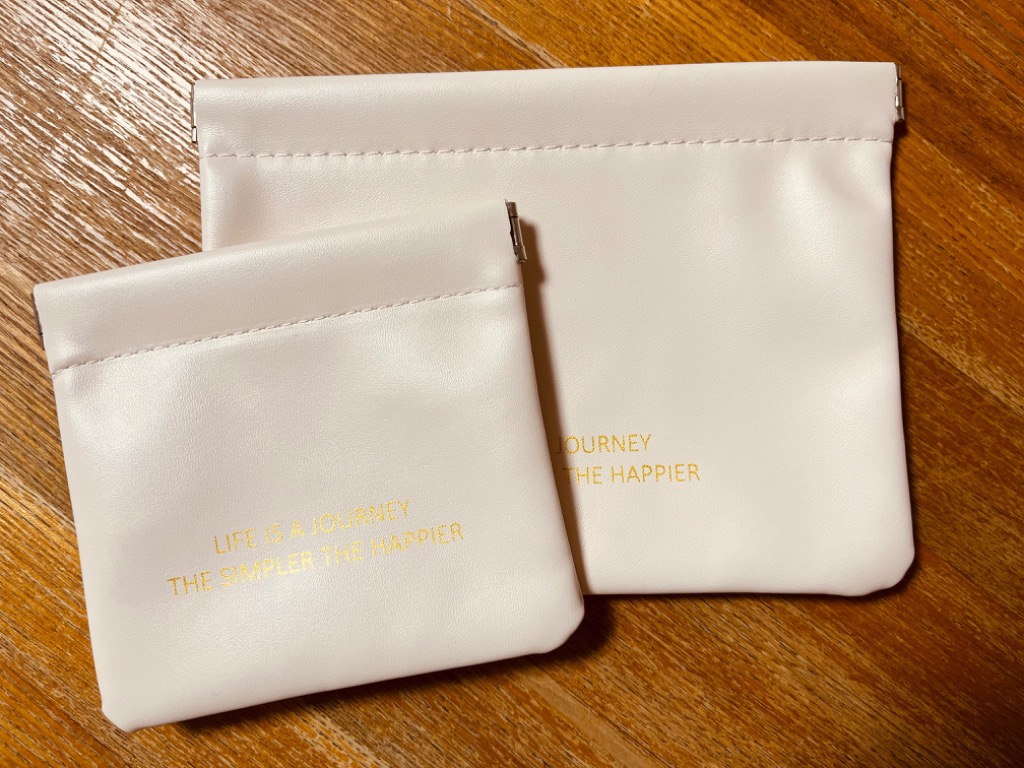 LIFE IS A JOURNEY
THE SIMPLER THE HAPPIER
JOURNEY
THE HAPPIER